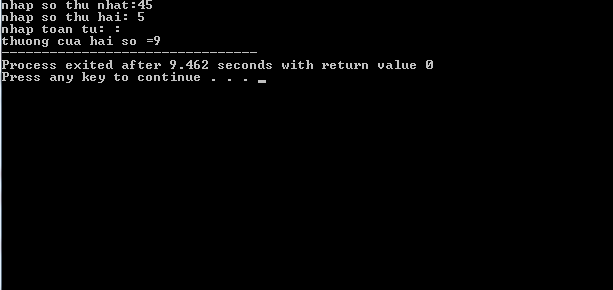 nhap so thu nhat:45
nhap so thu hai: 5
nhap toan tu: :
thuong cua hai so =9
--------------------------------
Process exited after 9.462 seconds with return value 0
Press any key to continue . . . _